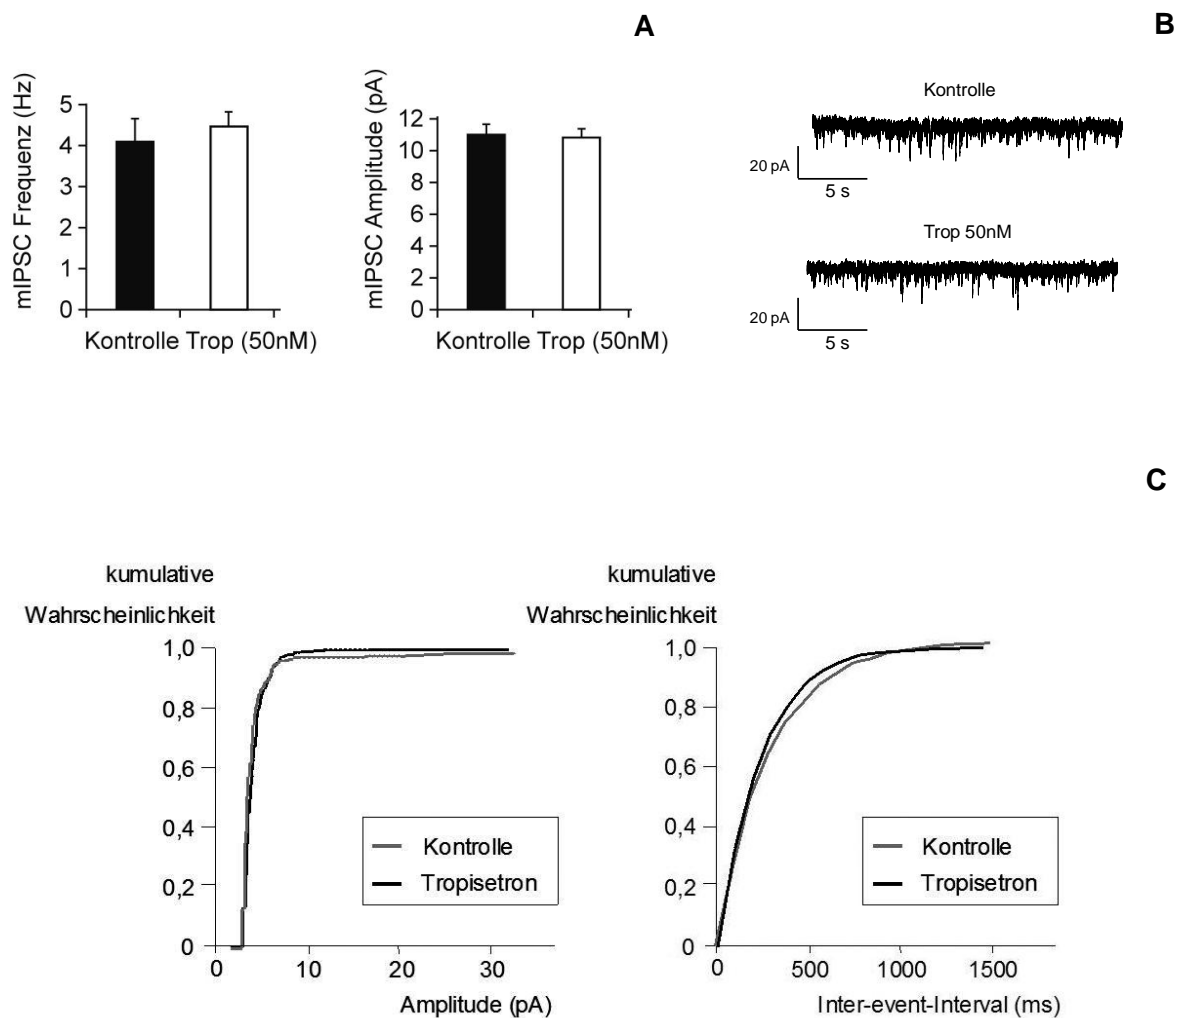 A
B
mIPSC Frequenz (Hz)
5
4
3
2
1
0
Kontrolle Trop (50nM)
mIPSC Amplitude (pA)
12
10
8
6
4
2
0
Kontrolle Trop (50nM)
Kontrolle
20 pA
5 s
Trop 50nM
20 pA
5 s
C
kumulative
Wahrscheinlichkeit
1,0
0,8
0,6
0,4
0,2
0
0 10 20 30
Amplitude (pA)
Kontrolle
Tropisetron
kumulative
Wahrscheinlichkeit
1,0
0,8
0,6
0,4
0,2
0
0 500 1000 1500
Inter-event-Interval (ms)
Kontrolle
Tropisetron